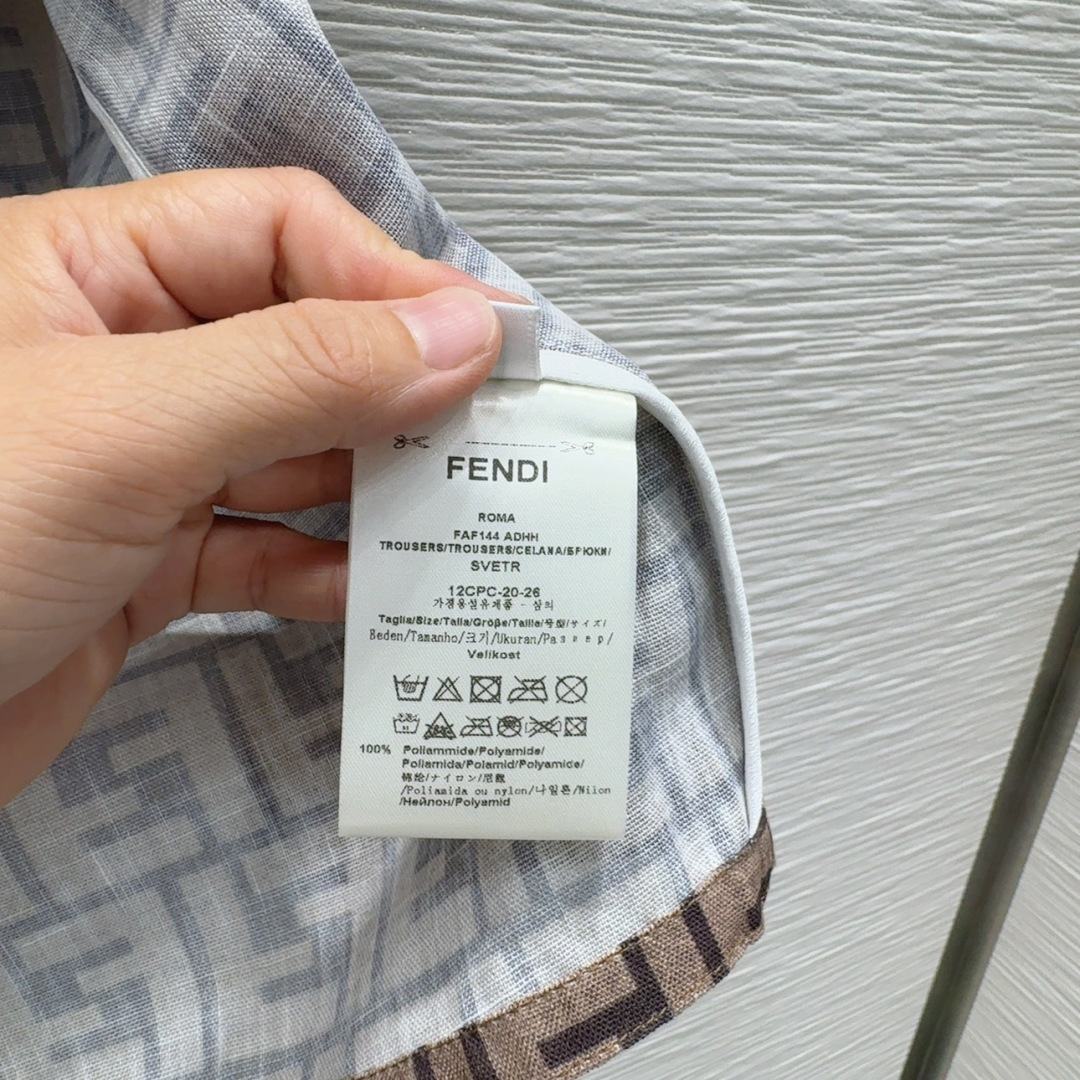 FENDI
ROMA
FAF144 ADHH
TROUSERS/TROUSERS/CELANA/БРЮКИ/
SVETR
12CPC-20-26
가정용섬유제품 - 상의
Taglia/Size/Talla/Größe/Taille/号型/サイズ/
Beden/Tamanho/크기/Ukuran/Размер/
Velikost
100% Poliammide/Polyamide/
Poliamida/Polamid/Polyamide/
锦纶/ナイロン/尼龍
/Poliamida ou nylon/나일론/Nilon
/Нейлон/Polyamid